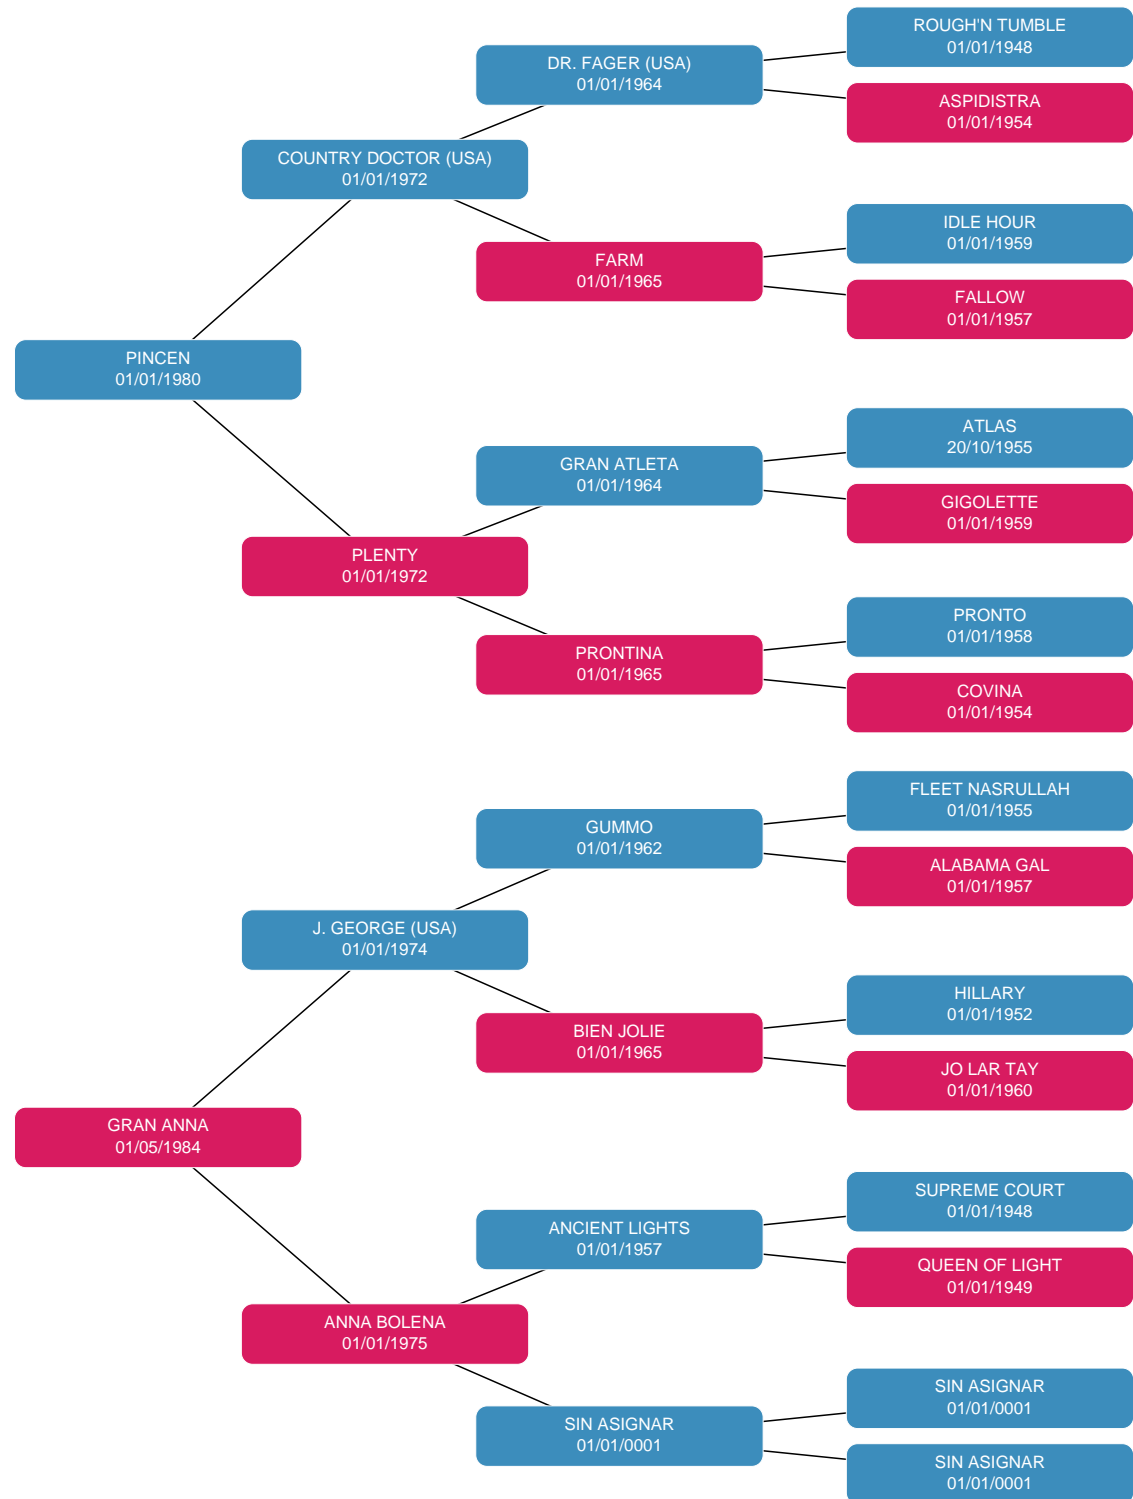 ROUGH'N TUMBLE
01/01/1948
DR. FAGER (USA)
01/01/1964
ASPIDISTRA
01/01/1954
COUNTRY DOCTOR (USA)
01/01/1972
IDLE HOUR
01/01/1959
FARM
01/01/1965
FALLOW
01/01/1957
PINCEN
01/01/1980
ATLAS
20/10/1955
GRAN ATLETA
01/01/1964
GIGOLETTE
01/01/1959
PLENTY
01/01/1972
PRONTO
01/01/1958
PRONTINA
01/01/1965
COVINA
01/01/1954
FLEET NASRULLAH
01/01/1955
GUMMO
01/01/1962
ALABAMA GAL
01/01/1957
J. GEORGE (USA)
01/01/1974
HILLARY
01/01/1952
BIEN JOLIE
01/01/1965
JO LAR TAY
01/01/1960
GRAN ANNA
01/05/1984
SUPREME COURT
01/01/1948
ANCIENT LIGHTS
01/01/1957
QUEEN OF LIGHT
01/01/1949
ANNA BOLENA
01/01/1975
SIN ASIGNAR
01/01/0001
SIN ASIGNAR
01/01/0001
SIN ASIGNAR
01/01/0001